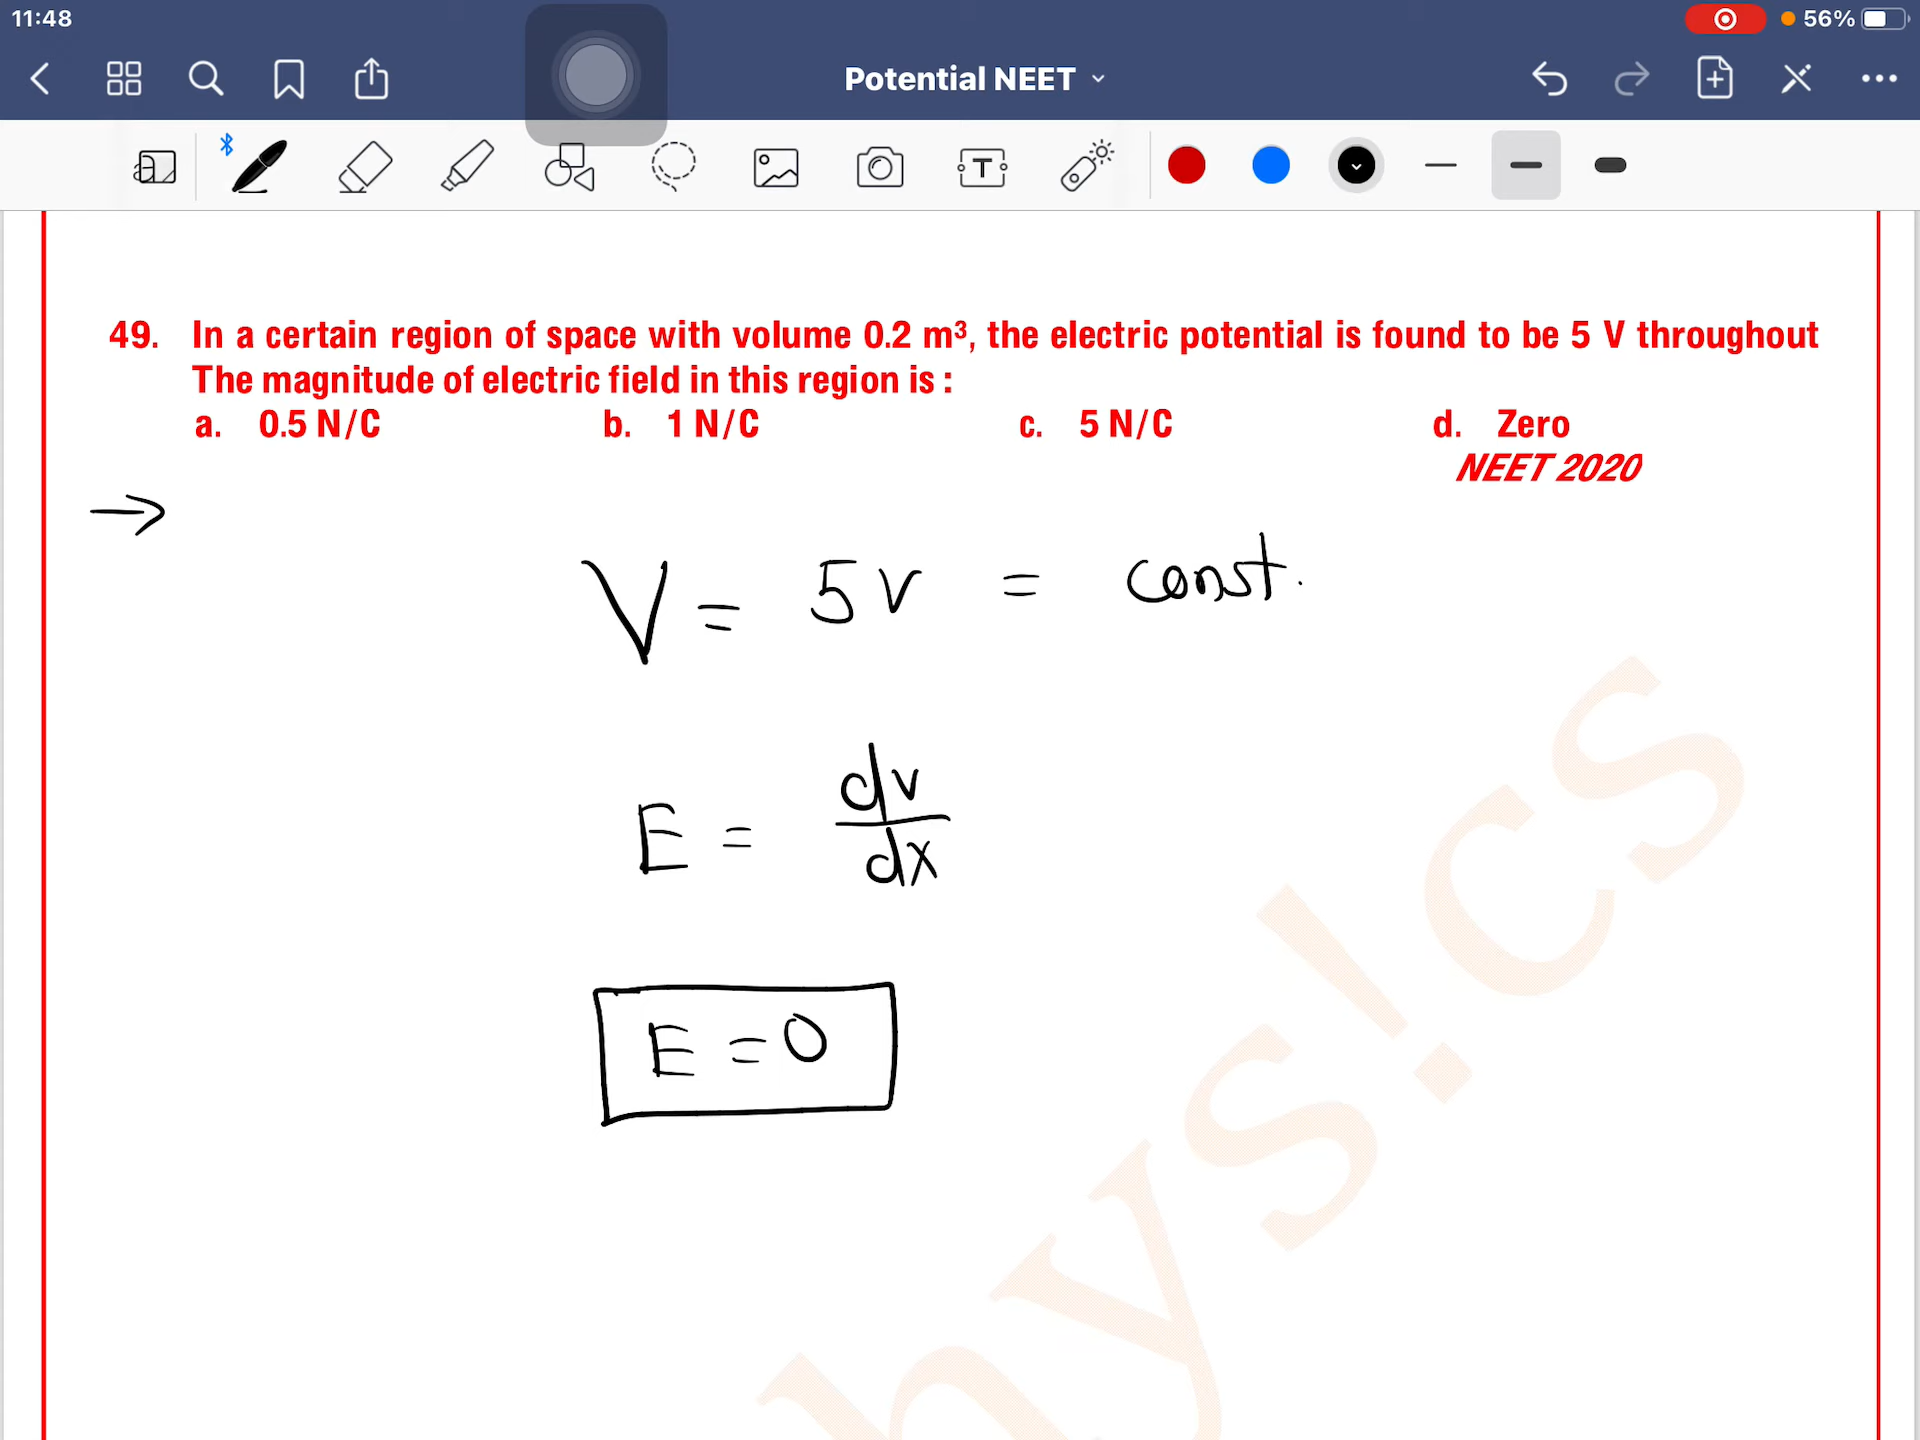 11:48
56%
Potential NEET
49. In a certain region of space with volume 0.2 m³, the electric potential is found to be 5 V throughout
The magnitude of electric field in this region is :
a. 0.5 N/C b. 1 N/C c. 5 N/C d. Zero
NEET 2020
→
V = 5v = const.
E = dv/dx
E = 0
hys!cs